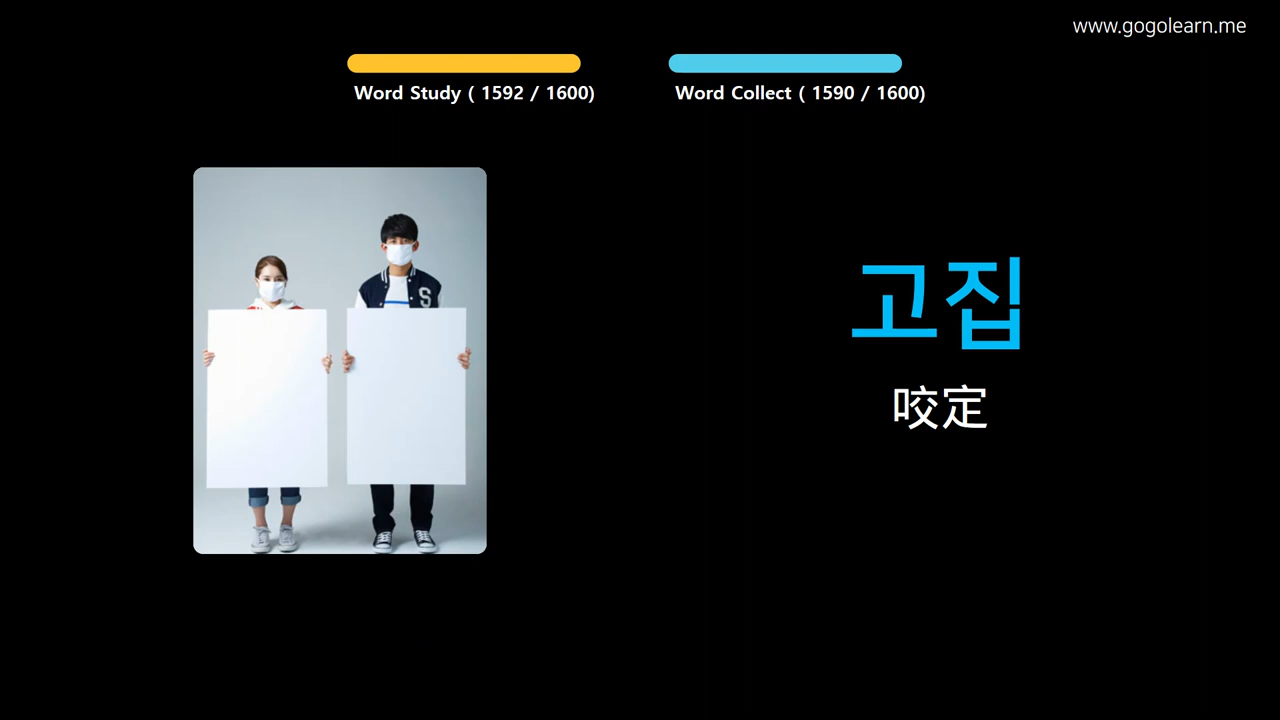 www.gogolearn.me
Word Study ( 1592 / 1600)
Word Collect ( 1590 / 1600)
S
고집
咬定